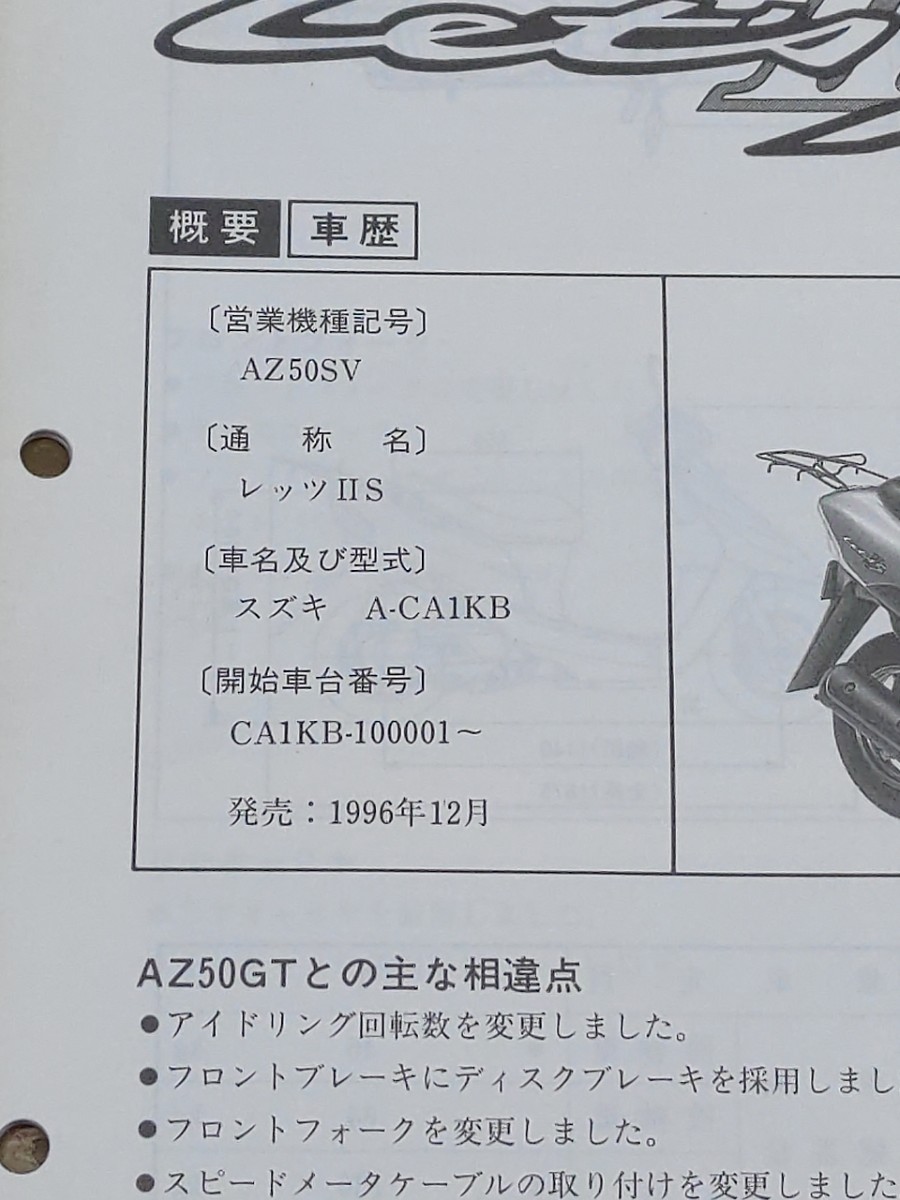 Let's II
概要 車歴
〔営業機種記号〕
AZ50SV
〔通称名〕
レッツII S
〔車名及び型式〕
スズキ A-CA1KB
〔開始車台番号〕
CA1KB-100001～
発売：1996年12月
AZ50GTとの主な相違点
●アイドリング回転数を変更しました。
●フロントブレーキにディスクブレーキを採用しまし
●フロントフォークを変更しました。
●スピードメータケーブルの取り付けを変更しました